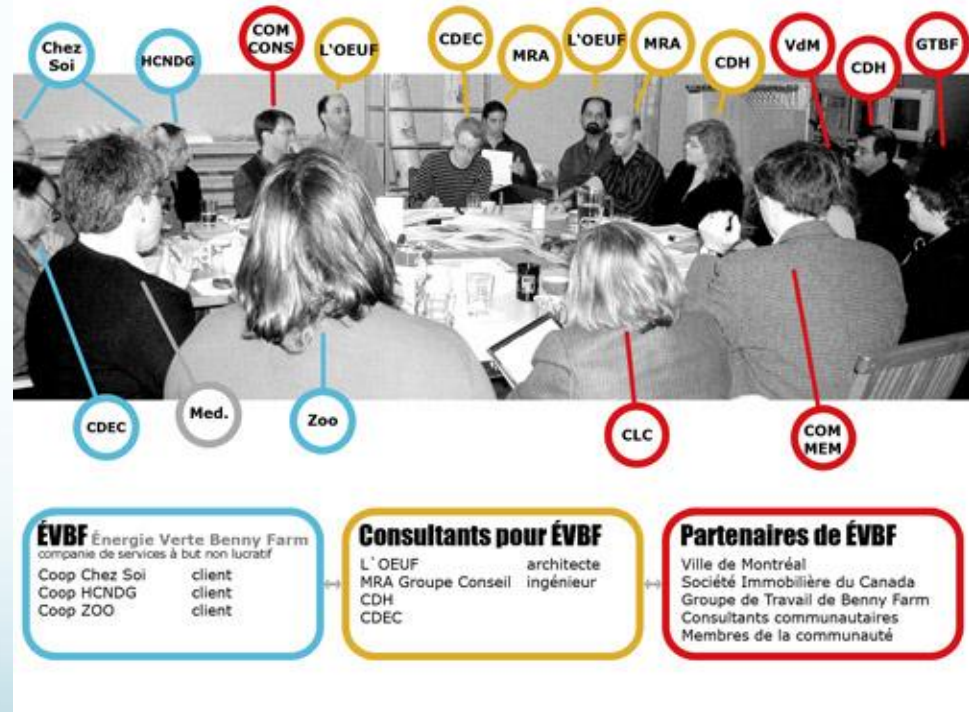 Chez
Soi
HCNDG
COM
CONS
L'OEUF
CDEC
MRA
L'OEUF
MRA
CDH
VdM
CDH
GTBF
CDEC
Med.
Zoo
CLC
COM
MEM
ÉVBF Énergie Verte Benny Farm
companie de services à but non lucratif
Coop Chez Soi client
Coop HCNDG client
Coop ZOO client
Consultants pour ÉVBF
L`OEUF architecte
MRA Groupe Conseil ingénieur
CDH
CDEC
Partenaires de ÉVBF
Ville de Montréal
Société Immobilière du Canada
Groupe de Travail de Benny Farm
Consultants communautaires
Membres de la communauté